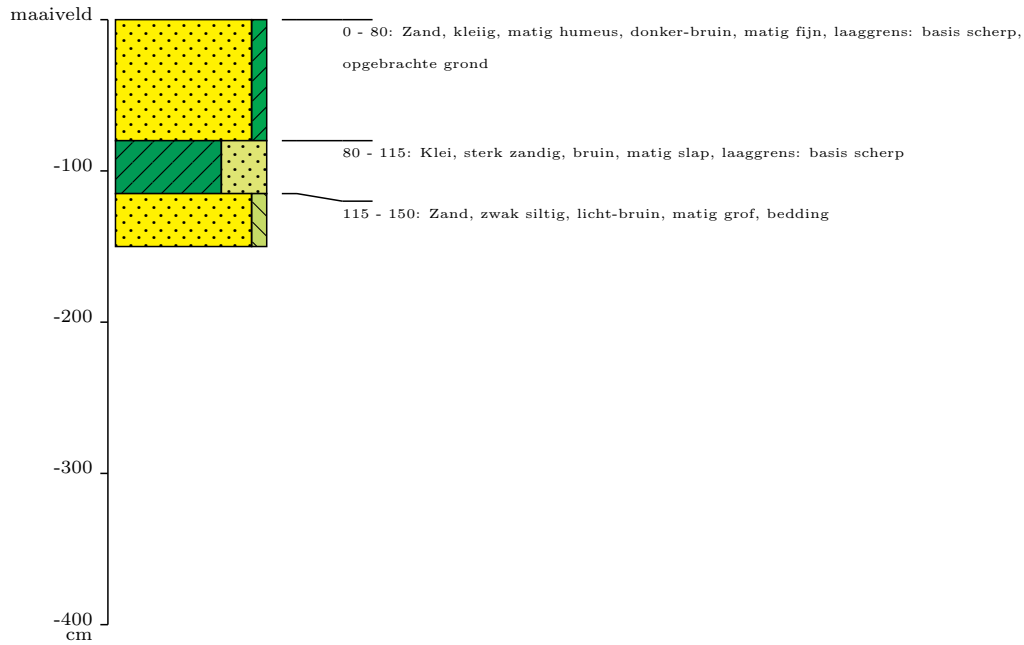 maaiveld
0 - 80: Zand, kleiig, matig humeus, donker-bruin, matig fijn, laaggrens: basis scherp,
opgebrachte grond
80 - 115: Klei, sterk zandig, bruin, matig slap, laaggrens: basis scherp
-100
115 - 150: Zand, zwak siltig, licht-bruin, matig grof, bedding
-200
-300
-400
cm